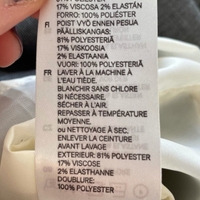 17% VISCOSA 2% ELASTÁN
FORRO: 100% POLIÉSTER
FI POIST VYÖ ENNEN PESUA
PÄÄLLISKANGAS:
81% POLYESTERIÄ
17% VISKOOSIA
2% ELASTAANIA
VUORI: 100% POLYESTERIÄ
FR LAVER À LA MACHINE À
L'EAU TIÈDE.
BLANCHIR SANS CHLORE
SI NÉCESSAIRE.
SÉCHER À L'AIR.
REPASSER À TEMPÉRATURE
MOYENNE.
ou NETTOYAGE À SEC.
ENLEVER UNE CEINTURE
AVANT LAVAGE
EXTERIEUR: 81% POLYESTER
17% VISCOSE
2% ELASTHANNE
DOUBLURE:
100% POLYESTER